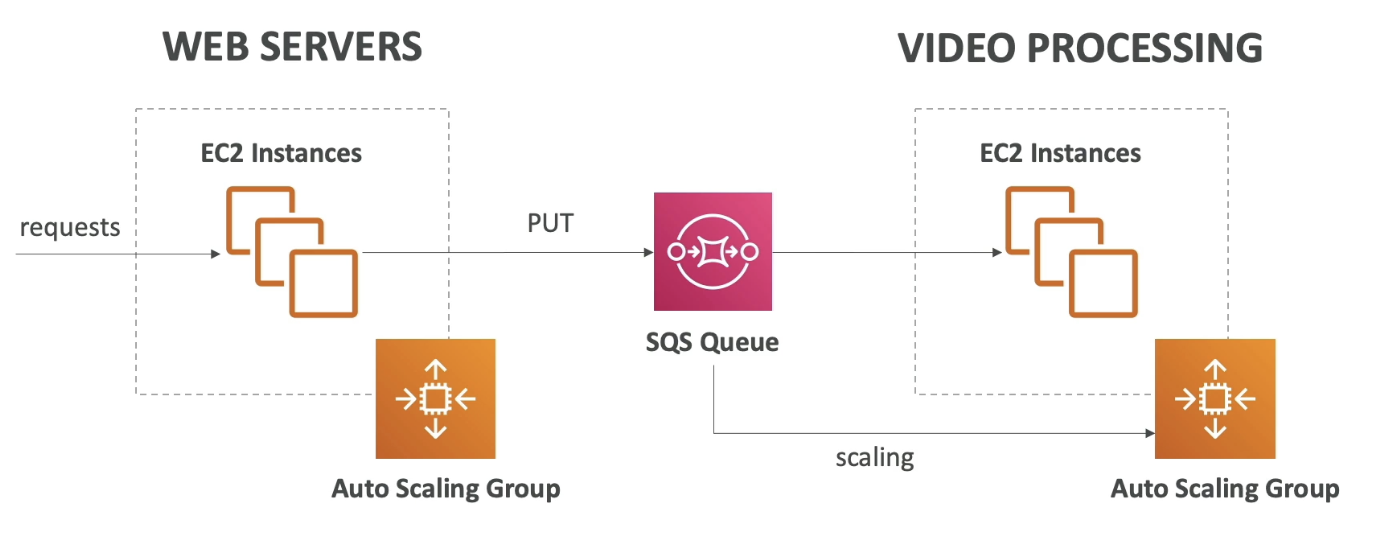 WEB SERVERS
VIDEO PROCESSING
EC2 Instances
EC2 Instances
requests
PUT
SQS Queue
scaling
Auto Scaling Group
Auto Scaling Group